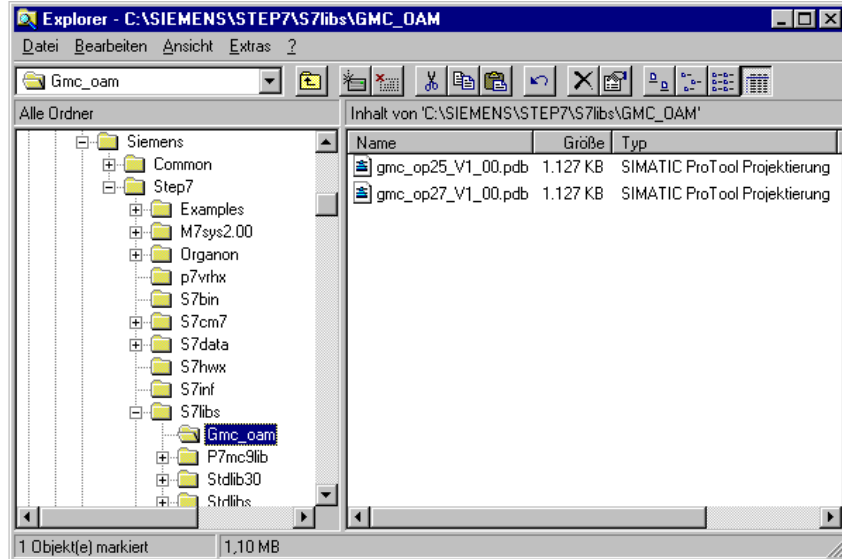 Explorer - C:\SIEMENS\STEP7\S7libs\GMC_OAM
Datei Bearbeiten Ansicht Extras ?
Gmc_oam
Alle Ordner
Inhalt von 'C:\SIEMENS\STEP7\S7libs\GMC_OAM'
Siemens
Common
Step7
Examples
M7sys2.00
Organon
p7vrhx
S7bin
S7cm7
S7data
S7hwx
S7inf
S7libs
Gmc_oam
P7mc9lib
Stdlib30
Stdlibs
Name Größe Typ
gmc_op25_V1_00.pdb 1.127 KB SIMATIC ProTool Projektierung
gmc_op27_V1_00.pdb 1.127 KB SIMATIC ProTool Projektierung
1 Objekt(e) markiert 1,10 MB